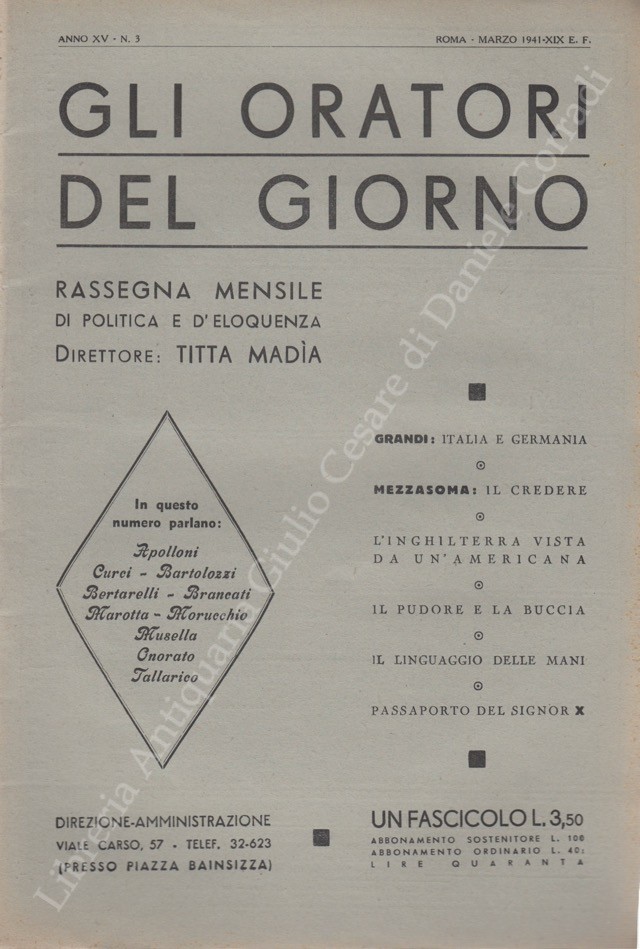 ANNO XV - N. 3
ROMA - MARZO 1941-XIX E. F.
GLI ORATORI
DEL GIORNO
RASSEGNA MENSILE
DI POLITICA E D'ELOQUENZA
DIRETTORE: TITTA MADÌA
In questo
numero parlano:
Apolloni
Curci - Bartolozzi
Bertarelli - Brancati
Marotta - Morucchio
Musella
Onorato
Tallarico
GRANDI: ITALIA E GERMANIA
MEZZASOMA: IL CREDERE
L'INGHILTERRA VISTA
DA UN'AMERICANA
IL PUDORE E LA BUCCIA
IL LINGUAGGIO DELLE MANI
PASSAPORTO DEL SIGNOR X
DIREZIONE-AMMINISTRAZIONE
VIALE CARSO, 57 - TELEF. 32-623
(PRESSO PIAZZA BAINSIZZA)
UN FASCICOLO L. 3,50
ABBONAMENTO SOSTENITORE L. 100
ABBONAMENTO ORDINARIO L. 40:
LIRE QUARANTA
Libreria Antiquaria Giulio Cesare di Daniele Corradi